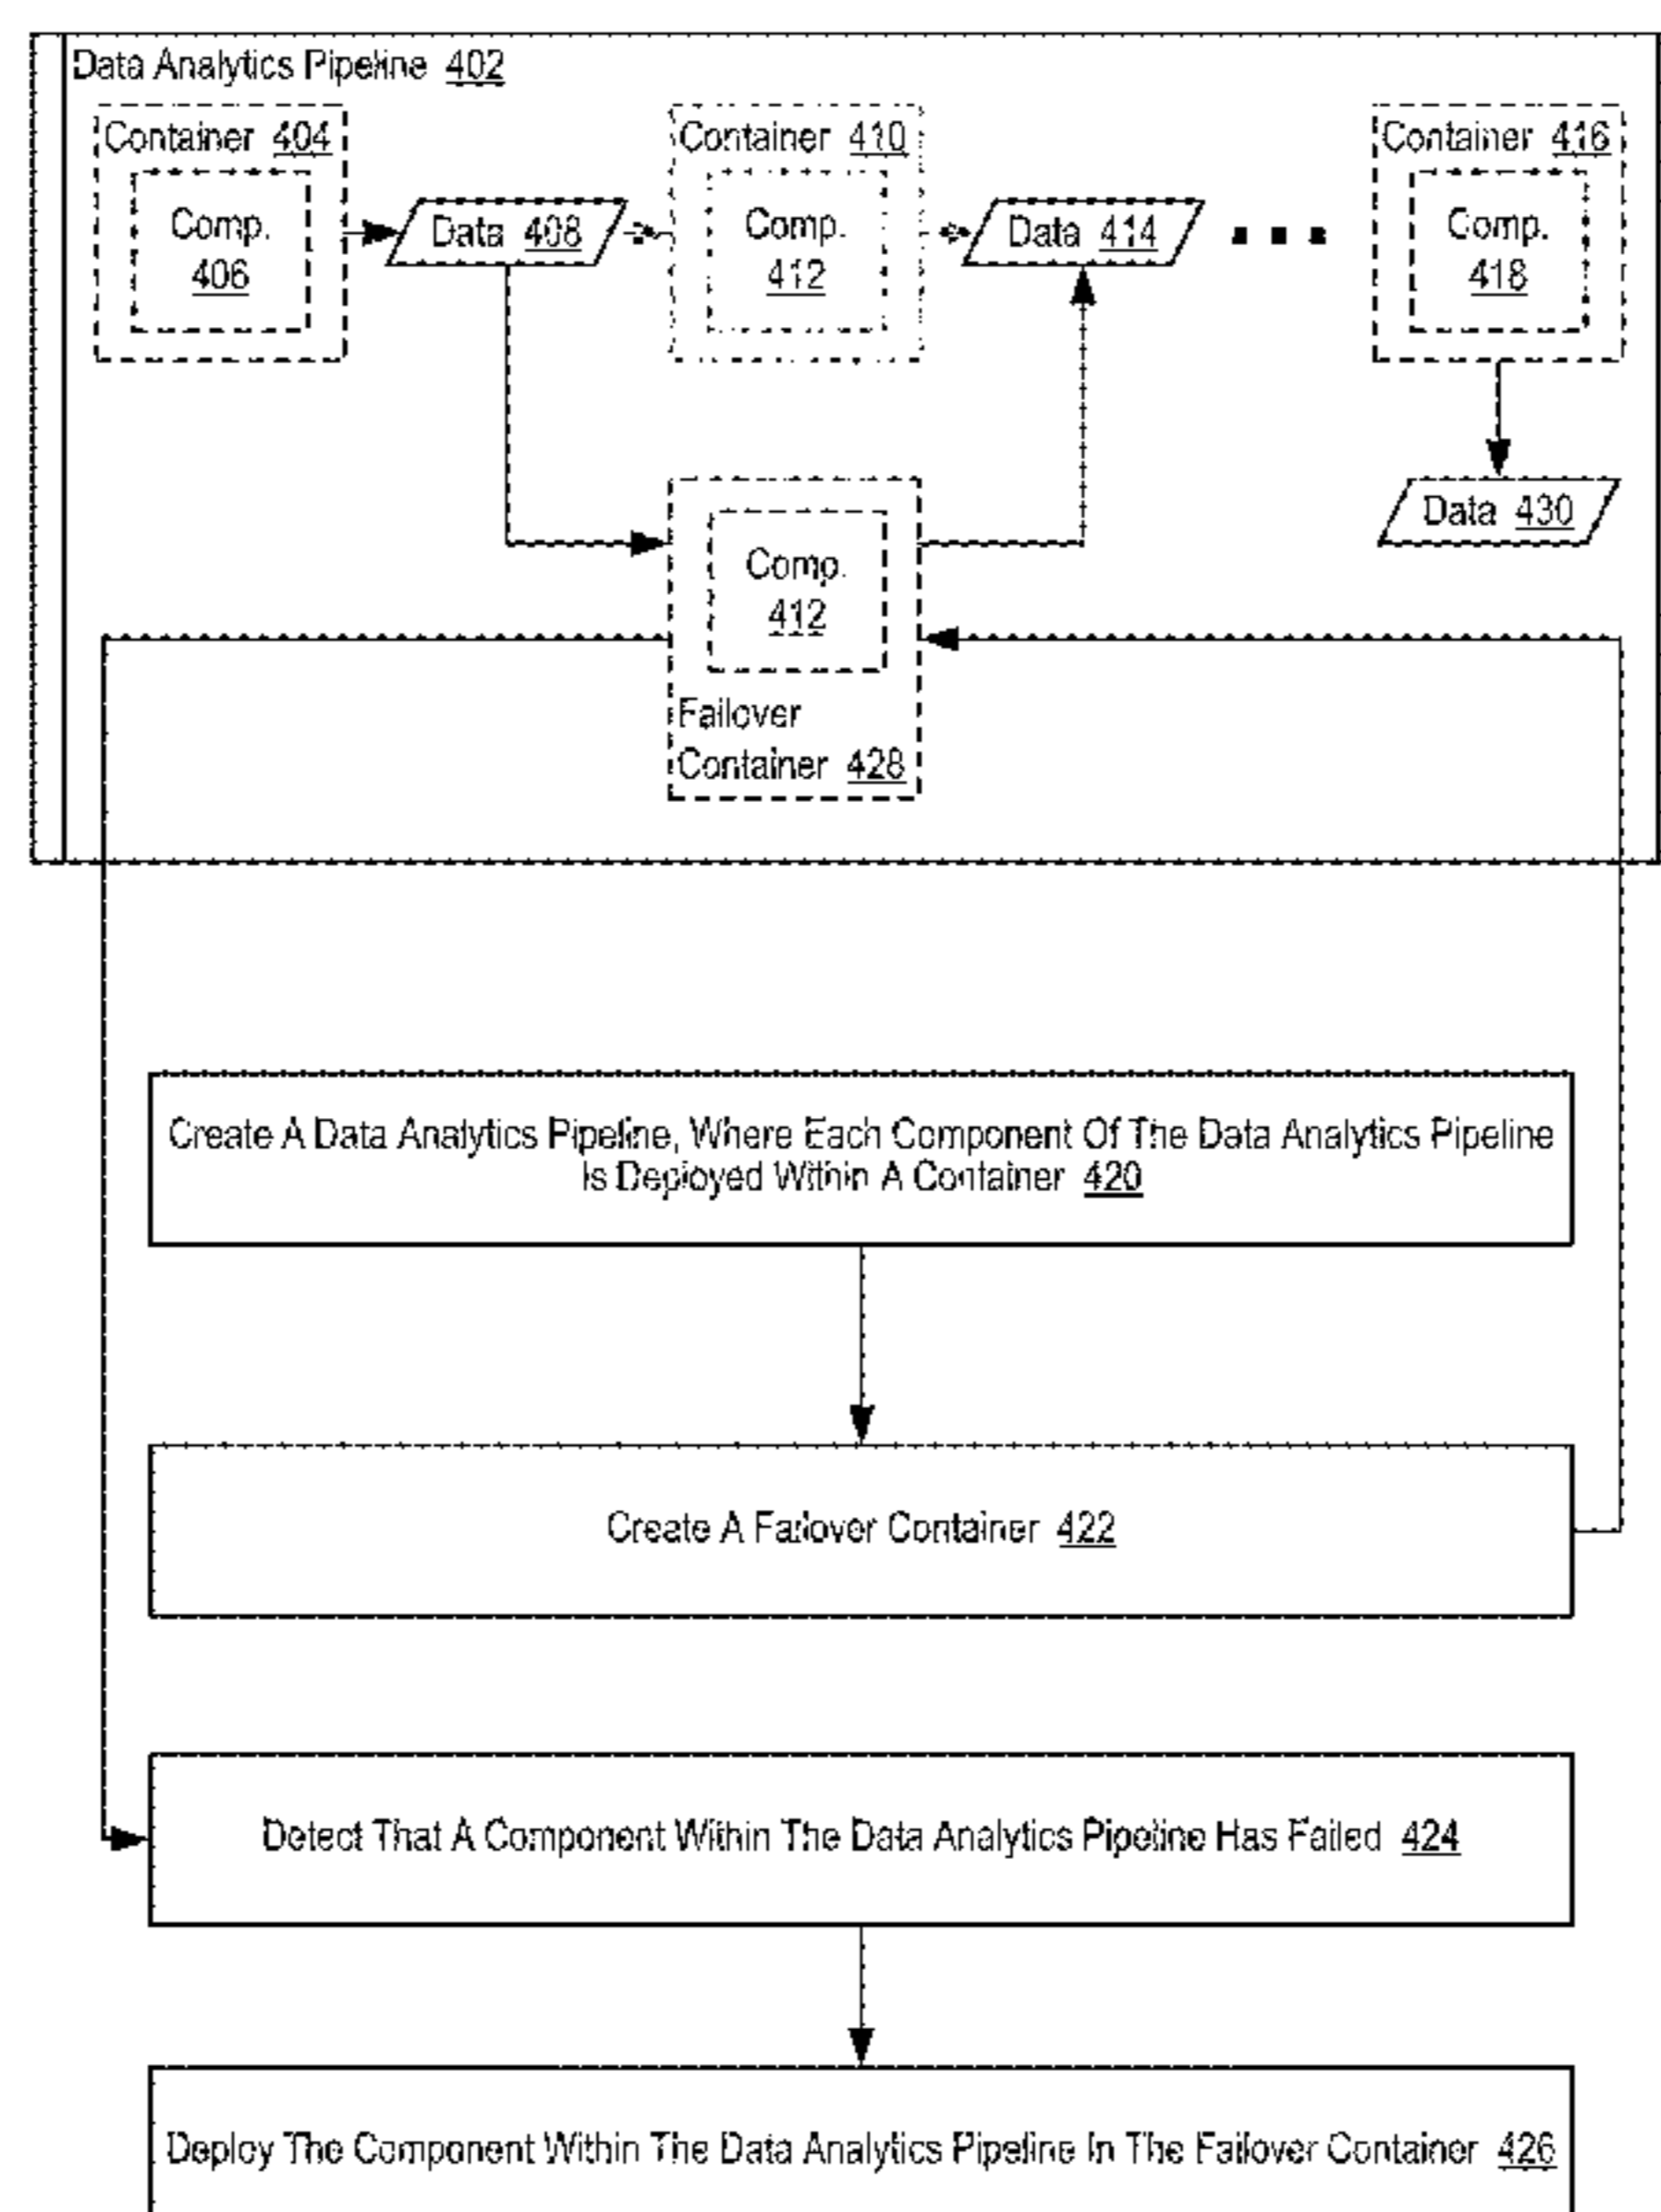 Data Analytics Pipeline 402
Container 404
Comp.
406
Data 408
Container 410
Comp.
412
Data 414
Container 416
Comp.
418
Data 430
Comp.
412
Failover
Container 428
Create A Data Analytics Pipeline, Where Each Component Of The Data Analytics Pipeline
Is Deployed Within A Container 420
Create A Failover Container 422
Detect That A Component Within The Data Analytics Pipeline Has Failed 424
Deploy The Component Within The Data Analytics Pipeline In The Failover Container 426